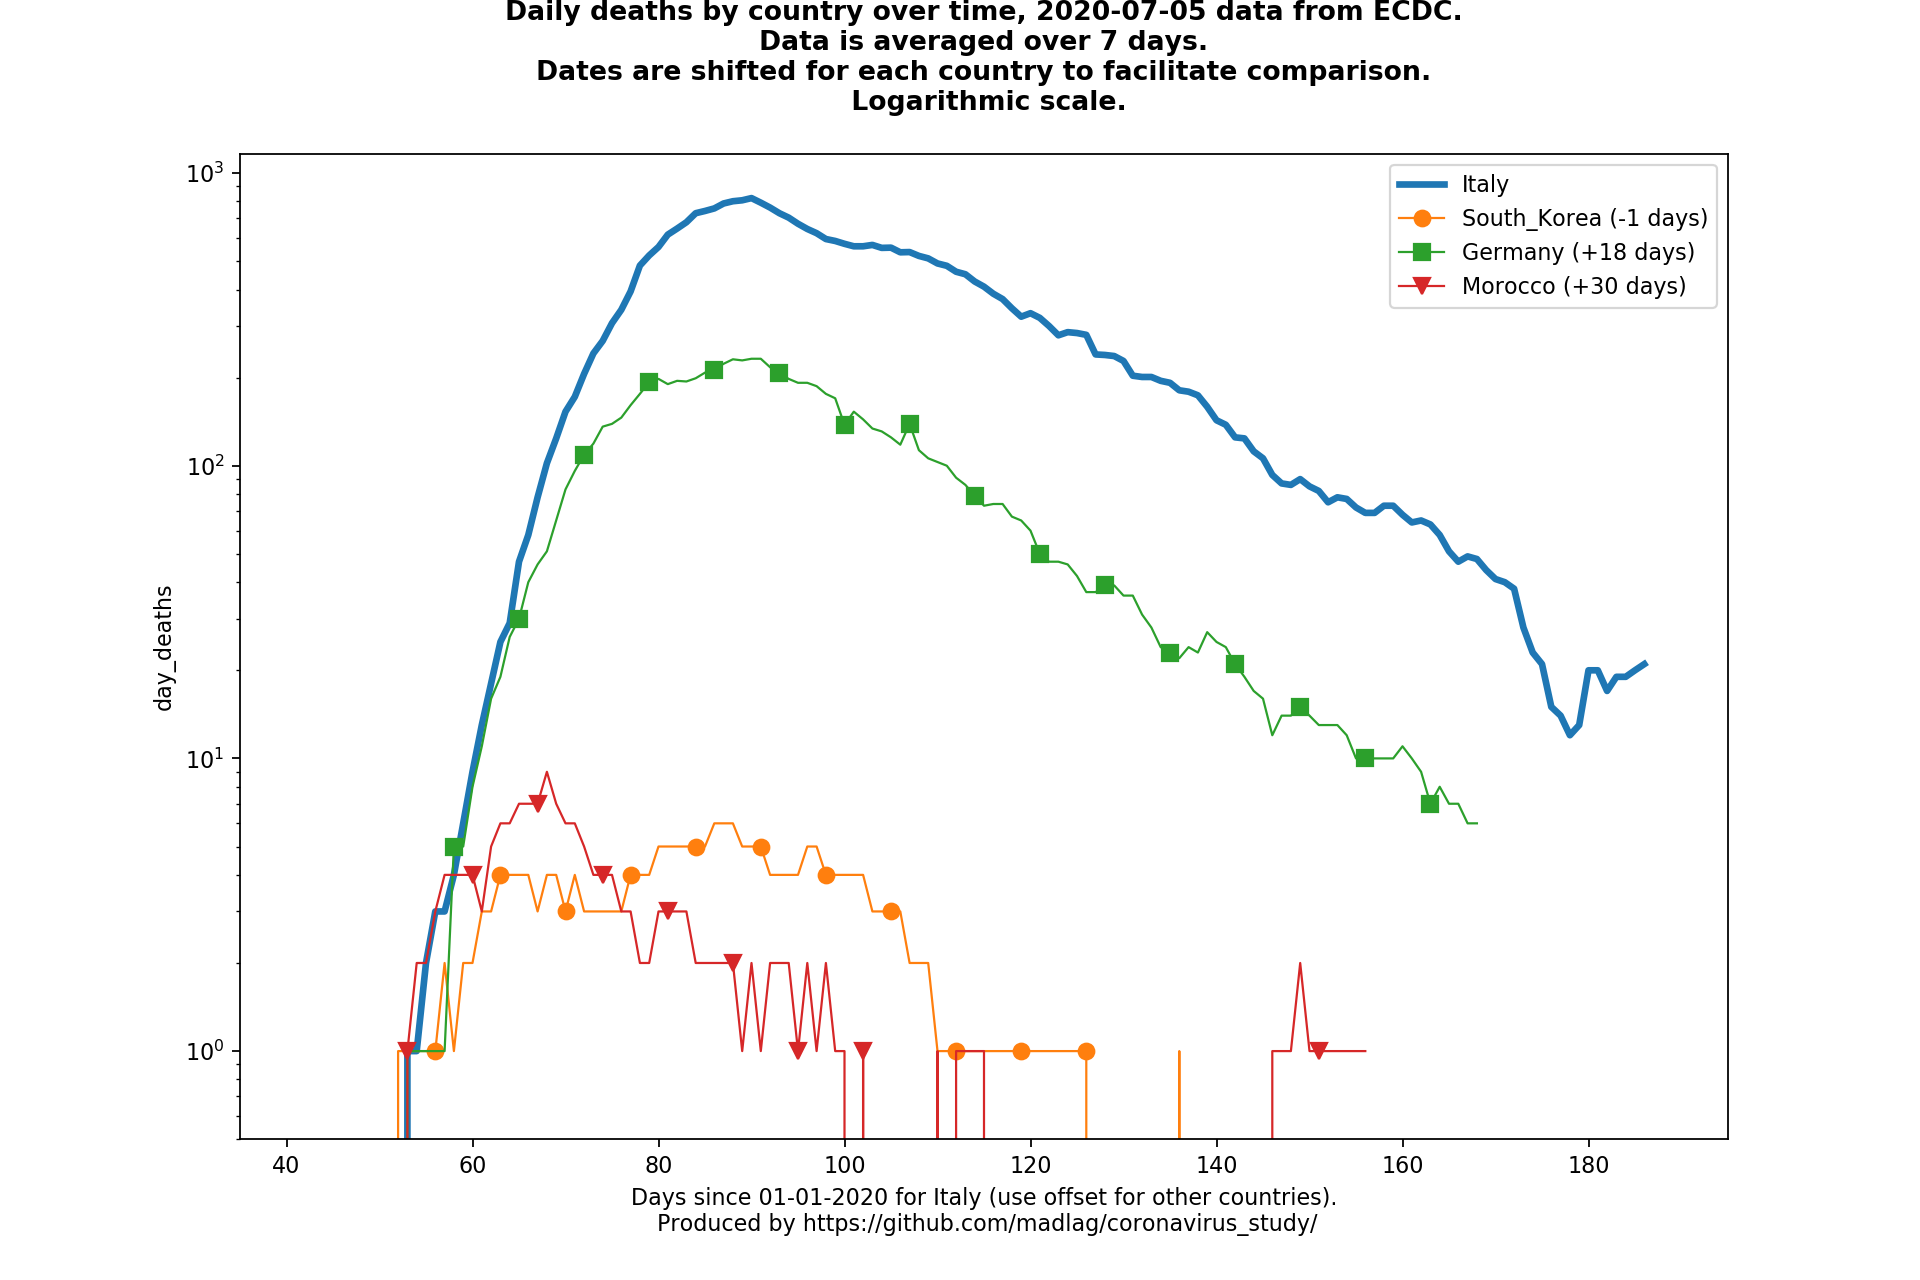 Daily deaths by country over time, 2020-07-05 data from ECDC.
Data is averaged over 7 days.
Dates are shifted for each country to facilitate comparison.
Logarithmic scale.
10³
10²
10¹
10⁰
day_deaths
Italy
South_Korea (-1 days)
Germany (+18 days)
Morocco (+30 days)
40 60 80 100 120 140 160 180
Days since 01-01-2020 for Italy (use offset for other countries).
Produced by https://github.com/madlag/coronavirus_study/